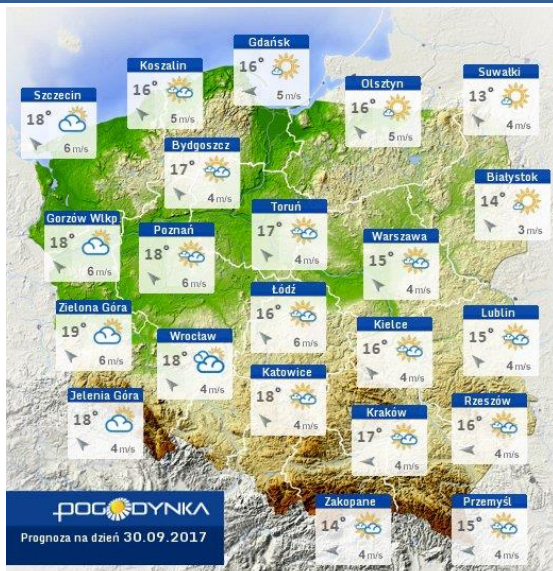 Gdańsk
16°
5 m/s
Koszalin
16°
5 m/s
Suwałki
13°
4 m/s
Olsztyn
16°
5 m/s
Szczecin
18°
6 m/s
Bydgoszcz
17°
4 m/s
Białystok
14°
3 m/s
Toruń
17°
4 m/s
Gorzów Wlkp
18°
6 m/s
Poznań
18°
6 m/s
Warszawa
15°
4 m/s
Łódź
16°
6 m/s
Zielona Góra
19°
6 m/s
Lublin
15°
4 m/s
Kielce
16°
4 m/s
Wrocław
18°
4 m/s
Katowice
18°
4 m/s
Jelenia Góra
18°
4 m/s
Rzeszów
16°
4 m/s
Kraków
17°
4 m/s
Zakopane
14°
4 m/s
Przemyśl
15°
4 m/s
POGODYNKA
Prognoza na dzień 30.09.2017